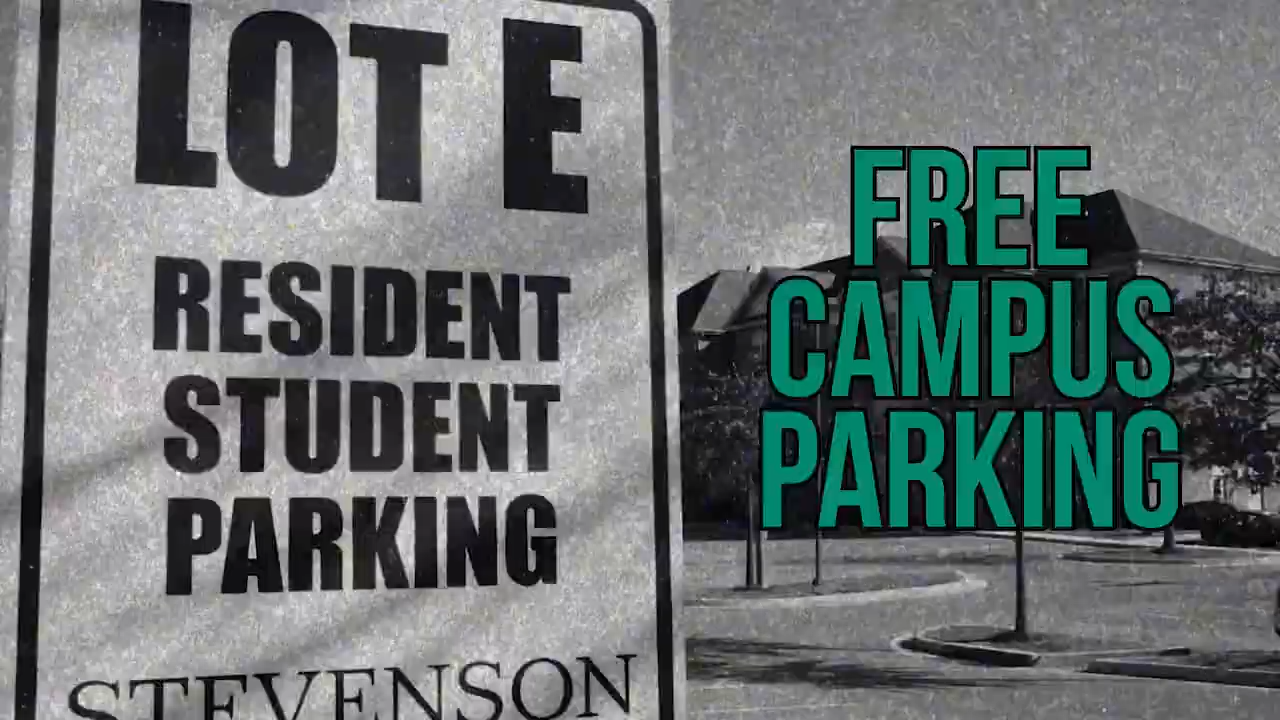 LOT E
RESIDENT
STUDENT
PARKING
STEVENSON
FREE
CAMPUS
PARKING